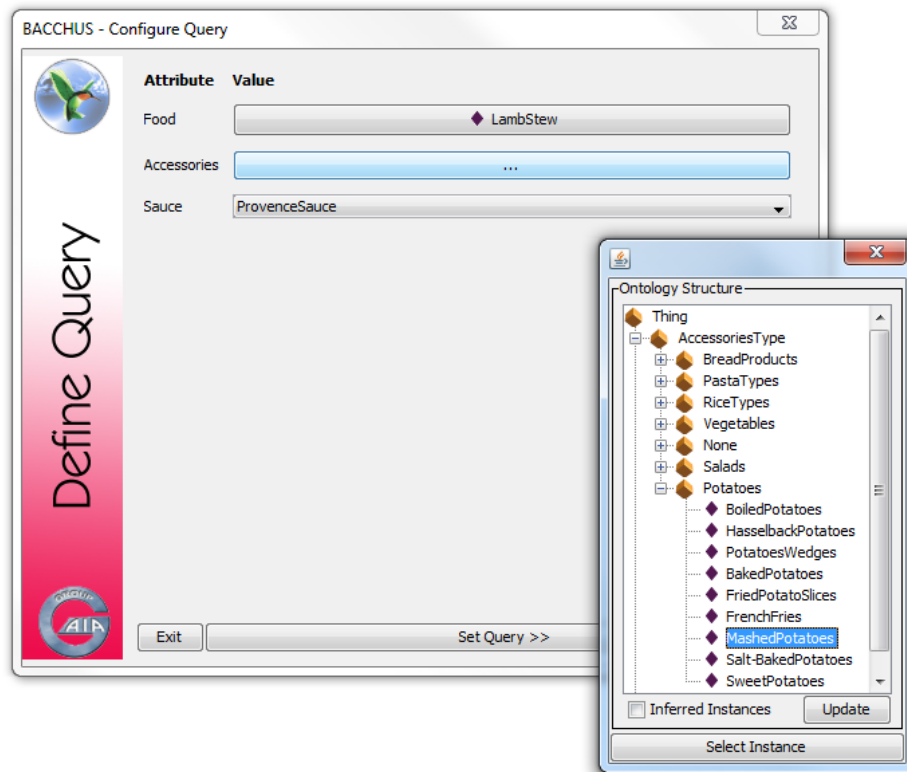 BACCHUS - Configure Query
Attribute Value
Food LambStew
Accessories ...
Sauce ProvenceSauce
Define Query
GROUP
GAIA
Exit Set Query >>
Ontology Structure
Thing
AccessoriesType
BreadProducts
PastaTypes
RiceTypes
Vegetables
None
Salads
Potatoes
BoiledPotatoes
HasselbackPotatoes
PotatoesWedges
BakedPotatoes
FriedPotatoSlices
FrenchFries
MashedPotatoes
Salt-BakedPotatoes
SweetPotatoes
Inferred Instances Update
Select Instance